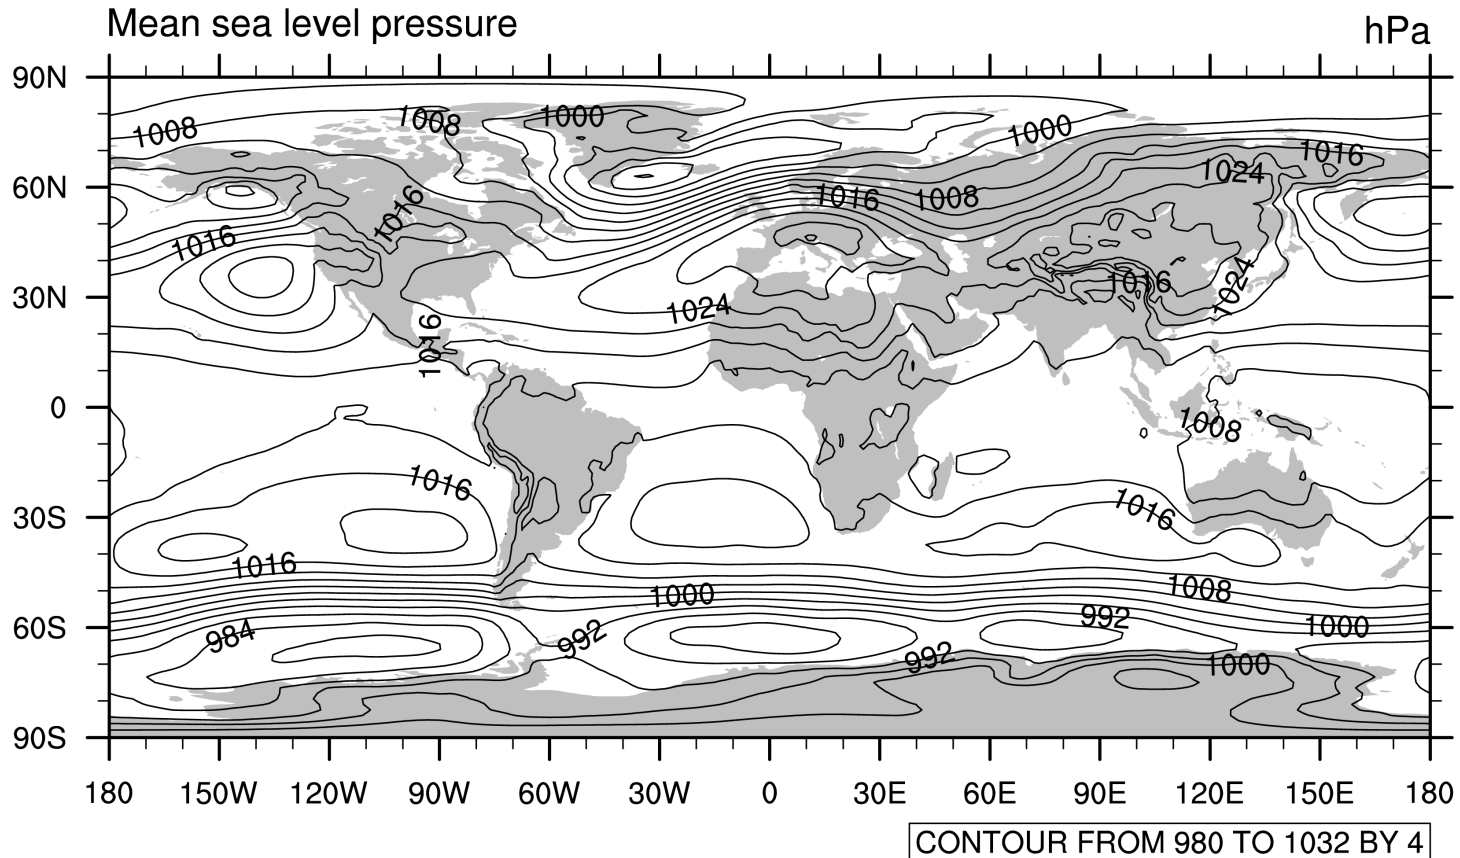 Mean sea level pressure hPa
90N
1008 1008 1000 1000
1016
60N 1016 1008 1024
1016
1016
1016
30N 1024 1024
1016
0
1008
1016
1016
30S
1016
1000 1008
992
60S 984 992 1000
992 1000
90S
180 150W 120W 90W 60W 30W 0 30E 60E 90E 120E 150E 180
CONTOUR FROM 980 TO 1032 BY 4